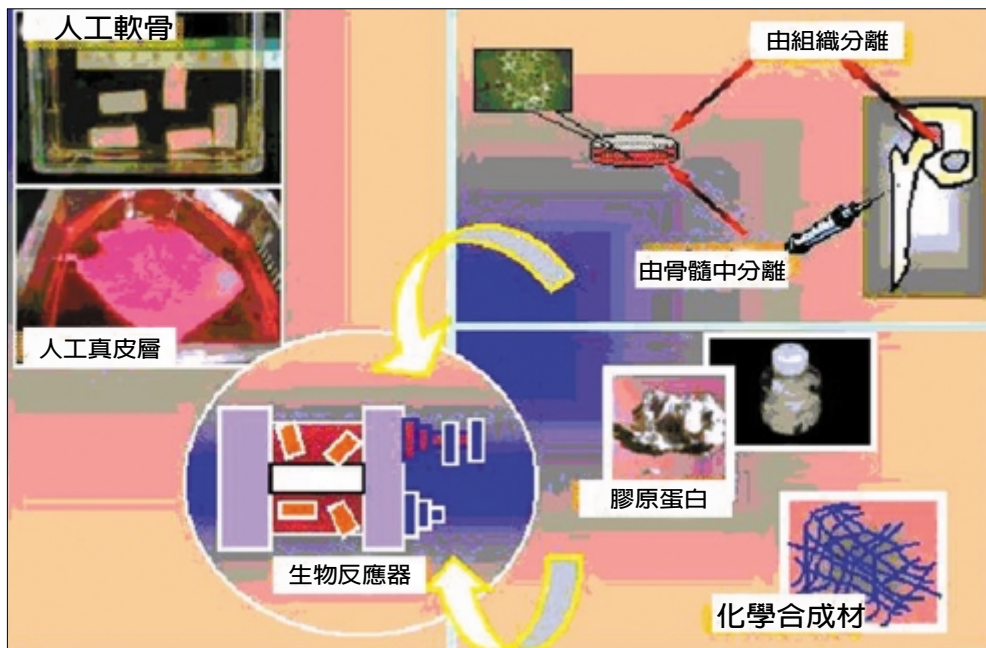 人工軟骨
由組織分離
由骨髓中分離
人工真皮層
膠原蛋白
生物反應器
化學合成材